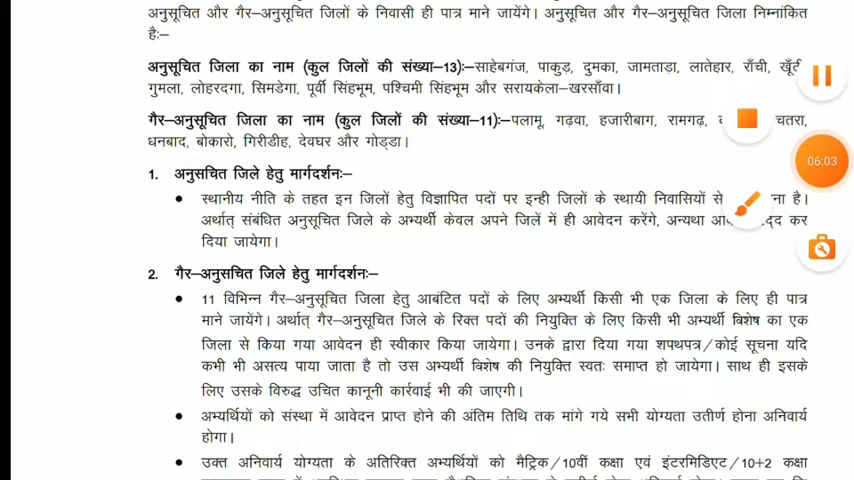 अनुसूचित और गैर–अनुसूचित जिलों के निवासी ही पात्र माने जायेंगे। अनुसूचित और गैर–अनुसूचित जिला निम्नांकित
है:–
अनुसूचित जिला का नाम (कुल जिलों की संख्या–13):–साहेबगंज, पाकुड़, दुमका, जामताड़ा, लातेहार, राँची,
गुमला, लोहरदगा, सिमडेगा, पूर्वी सिंहभूम, पश्चिमी सिंहभूम और सरायकेला–खरसाँवा।
गैर–अनुसूचित जिला का नाम (कुल जिलों की संख्या–11):–पलामू, गढ़वा, हजारीबाग, रामगढ़, चतरा,
धनबाद, बोकारो, गिरीडीह, देवघर और गोड्डा।
1. अनुसचित जिले हेतु मार्गदर्शनः–
• स्थानीय नीति के तहत इन जिलों हेतु विज्ञापित पदों पर इन्ही जिलों के स्थायी निवासियों से है।
अर्थात् संबंधित अनुसूचित जिले के अभ्यर्थी केवल अपने जिलें में ही आवेदन करेंगे, अन्यथा कर
दिया जायेगा।
2. गैर–अनुसचित जिले हेतु मार्गदर्शनः–
• 11 विभिन्न गैर–अनुसूचित जिला हेतु आबंटित पदों के लिए अभ्यर्थी किसी भी एक जिला के लिए ही पात्र
माने जायेंगे। अर्थात् गैर–अनुसूचित जिले के रिक्त पदों की नियुक्ति के लिए किसी भी अभ्यर्थी विशेष का एक
जिला से किया गया आवेदन ही स्वीकार किया जायेगा। उनके द्वारा दिया गया शपथपत्र/कोई सूचना यदि
कभी भी असत्य पाया जाता है तो उस अभ्यर्थी विशेष की नियुक्ति स्वतः समाप्त हो जायेगा। साथ ही इसके
लिए उसके विरुद्ध उचित कानूनी कार्रवाई भी की जाएगी।
• अभ्यर्थियों को संस्था में आवेदन प्राप्त होने की अंतिम तिथि तक मांगे गये सभी योग्यता उतीर्ण होना अनिवार्य
होगा।
• उक्त अनिवार्य योग्यता के अतिरिक्त अभ्यर्थियों को मैट्रिक/10वीं कक्षा एवं इंटरमिडिएट/10+2 कक्षा
06:03